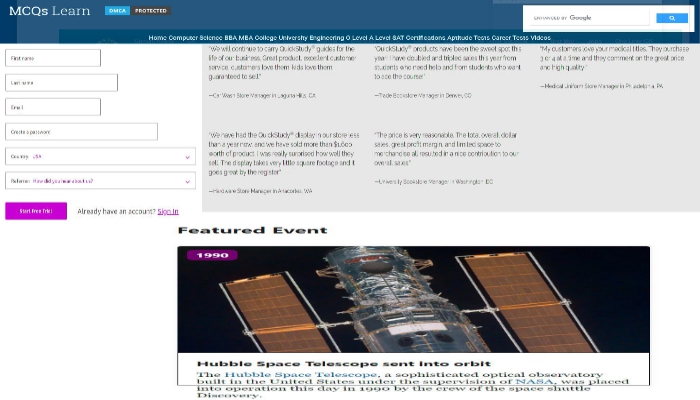 MCQs Learn
DMCA PROTECTED
ENHANCED BY Google
Home Computer Science BBA MBA College University Engineering O Level A Level SAT Certifications Aptitude Tests Career Tests Videos
First name
Last name
Email
Create a password
Country USA
Referrer How did you hear about us?
Start Free Trial
Already have an account? Sign In
"We will continue to carry QuickStudy® guides for the
life of our business. Great product, excellent customer
service, customers love them, kids love them,
guaranteed to sell!"
—Car Wash Store Manager in Laguna Hills, CA
"QuickStudy® products have been the sweet spot this
year! I have doubled and tripled sales this year from
students who need help and from students who want
to ace the course!"
—Trade Bookstore Manager in Denver, CO
"My customers love your medical titles. They purchase
3 or 4 at a time and they comment on the great price
and high quality."
—Medical Uniform Store Manager in Philadelphia, PA
"We have had the QuickStudy® display in our store less
than a year now, and we have sold more than $1,600
worth of product. I was really surprised how well they
sell. The display takes very little square footage and it
goes great by the register"
—Hardware Store Manager in Anacortes, WA
"The price is very reasonable. The total overall dollar
sales, great profit margin, and limited space to
merchandise all resulted in a nice contribution to our
overall sales."
—University Bookstore Manager in Washington, DC
Featured Event
1990
Hubble Space Telescope sent into orbit
The Hubble Space Telescope, a sophisticated optical observatory
built in the United States under the supervision of NASA, was placed
into operation this day in 1990 by the crew of the space shuttle
Discovery.